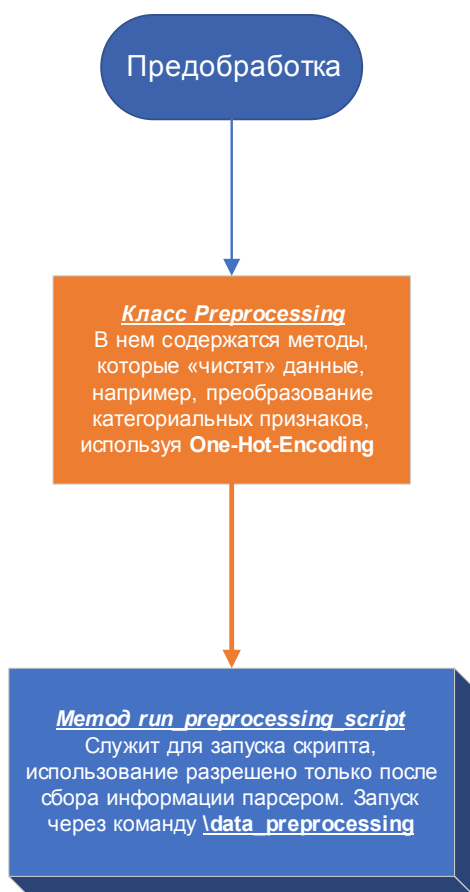 Предобработка
Класс Preprocessing
В нем содержатся методы,
которые «чистят» данные,
например, преобразование
категориальных признаков,
используя One-Hot-Encoding
Метод run_preprocessing_script
Служит для запуска скрипта,
использование разрешено только после
сбора информации парсером. Запуск
через команду \data_preprocessing